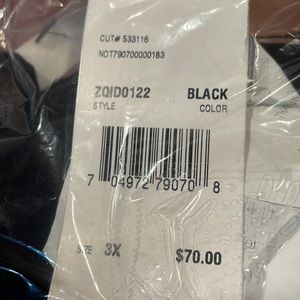 CUT# 533116
NOT790700000183
ZQID0122 BLACK
STYLE COLOR
7 04972 79070 8
SIZE 3X $70.00